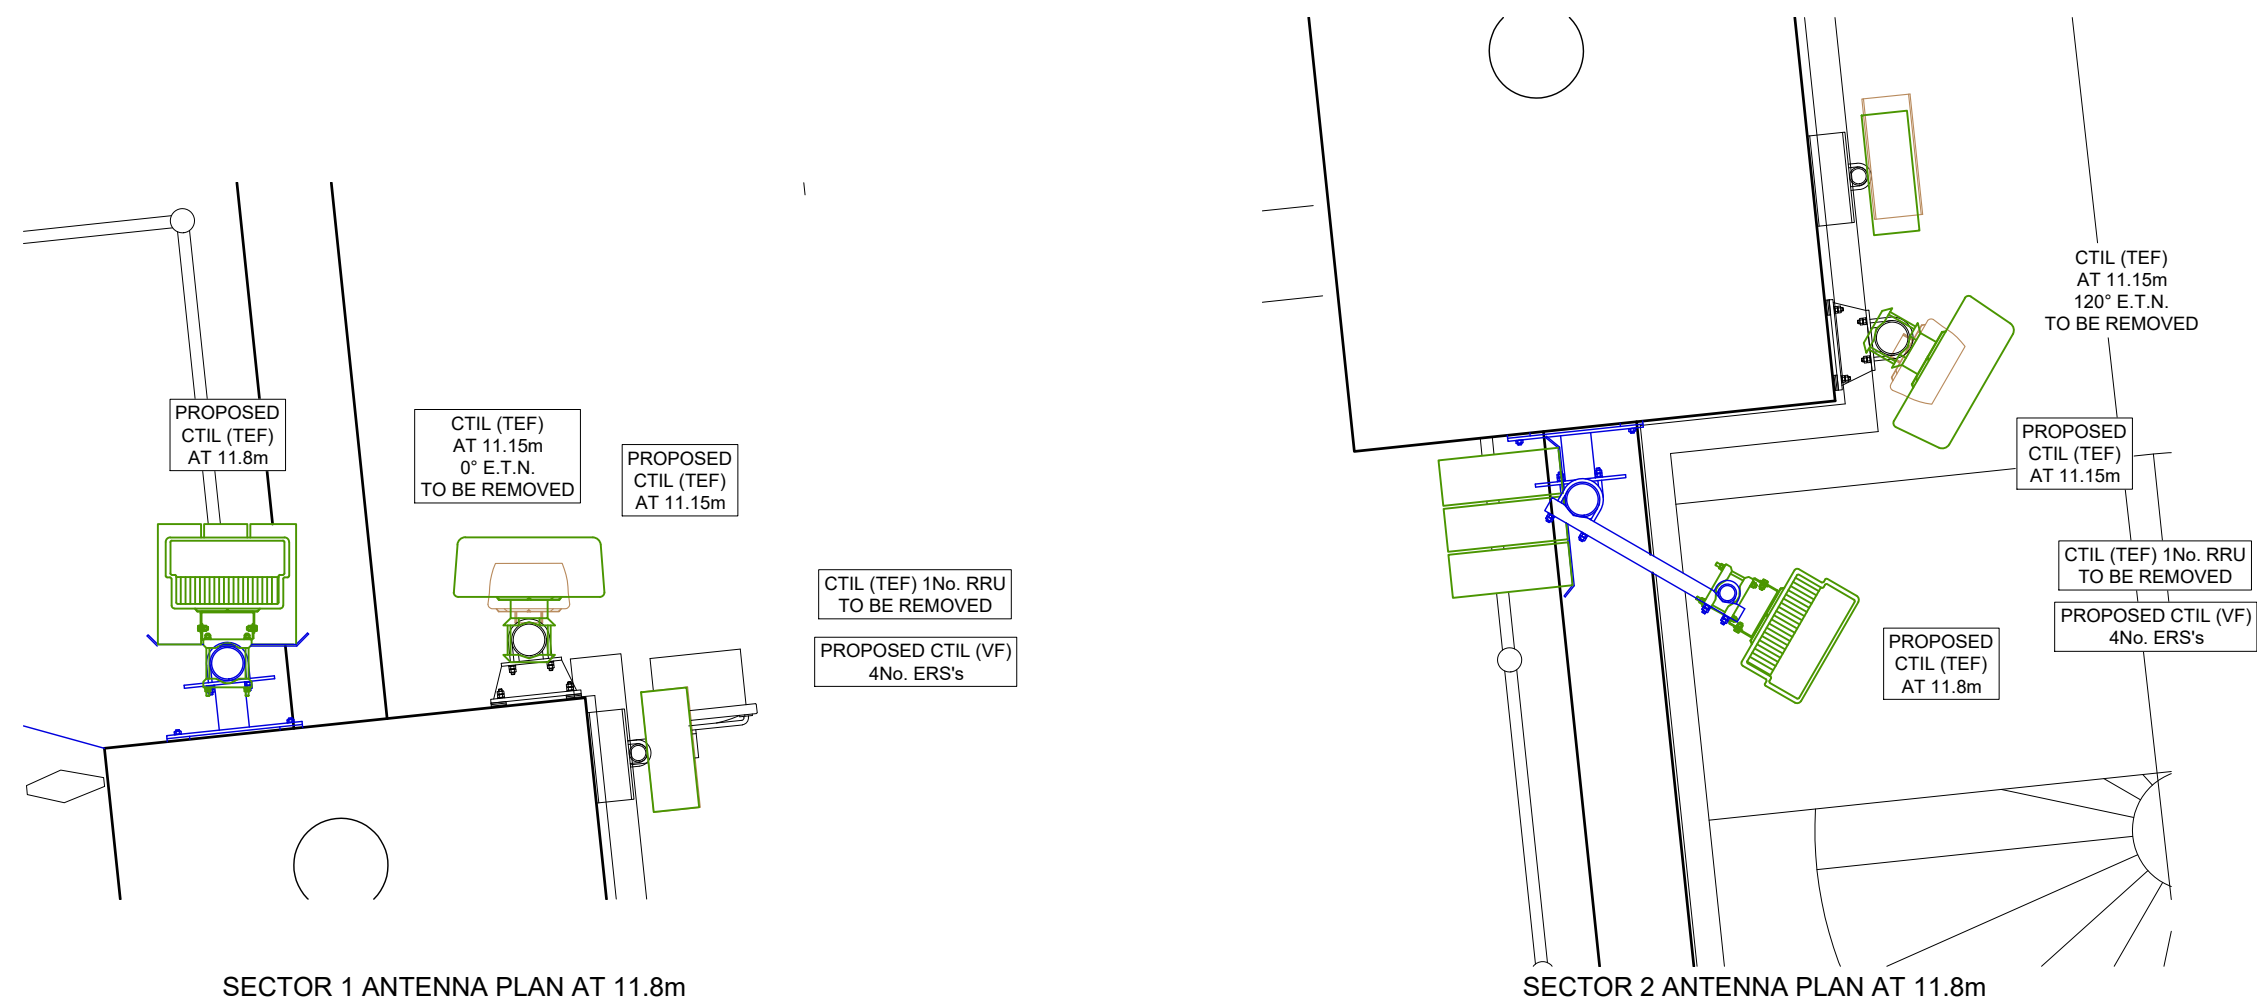 PROPOSED
CTIL (TEF)
AT 11.8m
CTIL (TEF)
AT 11.15m
0° E.T.N.
TO BE REMOVED
PROPOSED
CTIL (TEF)
AT 11.15m
CTIL (TEF) 1No. RRU
TO BE REMOVED
PROPOSED CTIL (VF)
4No. ERS's
SECTOR 1 ANTENNA PLAN AT 11.8m
CTIL (TEF)
AT 11.15m
120° E.T.N.
TO BE REMOVED
PROPOSED
CTIL (TEF)
AT 11.15m
CTIL (TEF) 1No. RRU
TO BE REMOVED
PROPOSED CTIL (VF)
4No. ERS's
PROPOSED
CTIL (TEF)
AT 11.8m
SECTOR 2 ANTENNA PLAN AT 11.8m